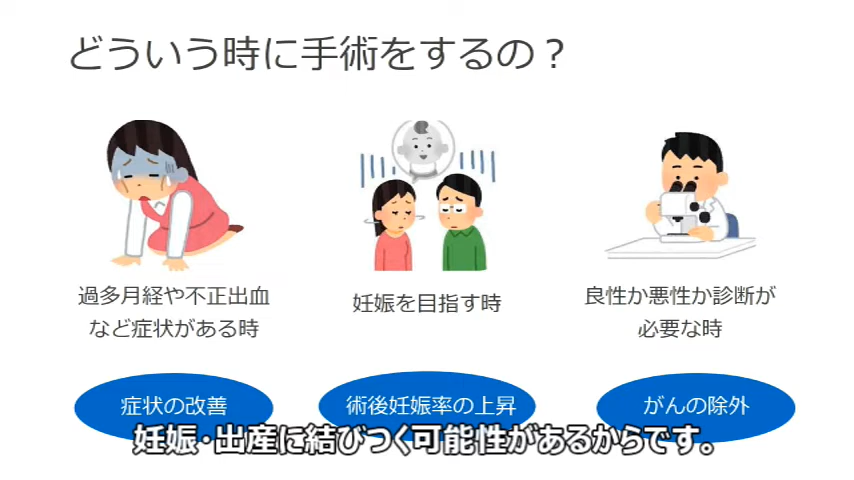 どういう時に手術をするの？
過多月経や不正出血
など症状がある時
妊娠を目指す時
良性か悪性か診断が
必要な時
症状の改善
術後妊娠率の上昇
がんの除外
妊娠・出産に結びつく可能性があるからです。